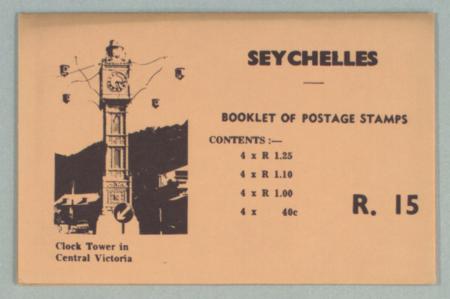 SEYCHELLES
BOOKLET OF POSTAGE STAMPS
CONTENTS :—
4 x R 1.25
4 x R 1.10
4 x R 1.00
4 x 40c
R. 15
Clock Tower in
Central Victoria